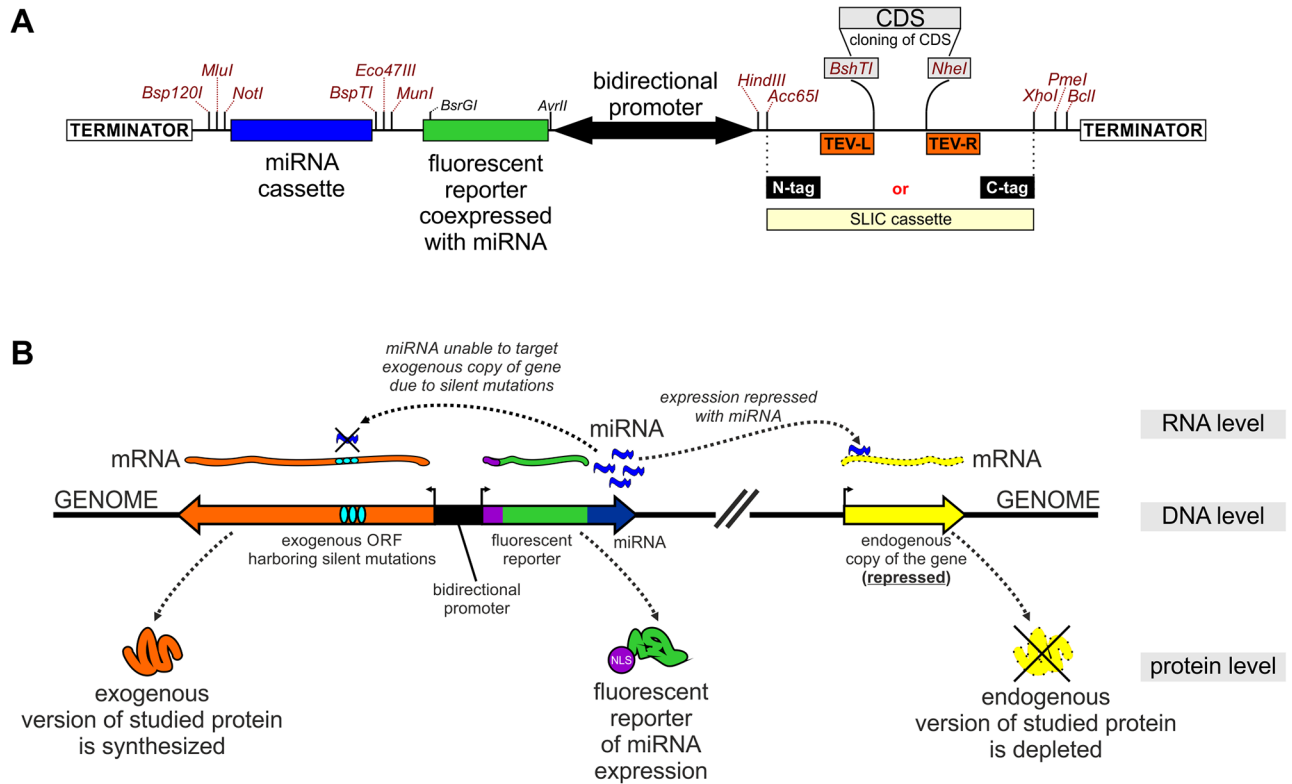 A
CDS
cloning of CDS
MluI
Bsp120I
NotI
Eco47III
BspTI
MunI
BsrGI
AvrII
bidirectional
promoter
HindIII
Acc65I
BshTI
NheI
XhoI
PmeI
BclI
TERMINATOR
TERMINATOR
miRNA
cassette
fluorescent
reporter
coexpressed
with miRNA
TEV-L
TEV-R
N-tag
or
C-tag
SLIC cassette
B
miRNA unable to target
exogenous copy of gene
due to silent mutations
expression repressed
with miRNA
RNA level
miRNA
mRNA
mRNA
GENOME
GENOME
DNA level
exogenous ORF
harboring silent mutations
fluorescent
reporter
miRNA
endogenous
copy of the gene
(repressed)
bidirectional
promoter
NLS
protein level
exogenous
version of studied protein
is synthesized
fluorescent
reporter
of miRNA
expression
endogenous
version of studied protein
is depleted